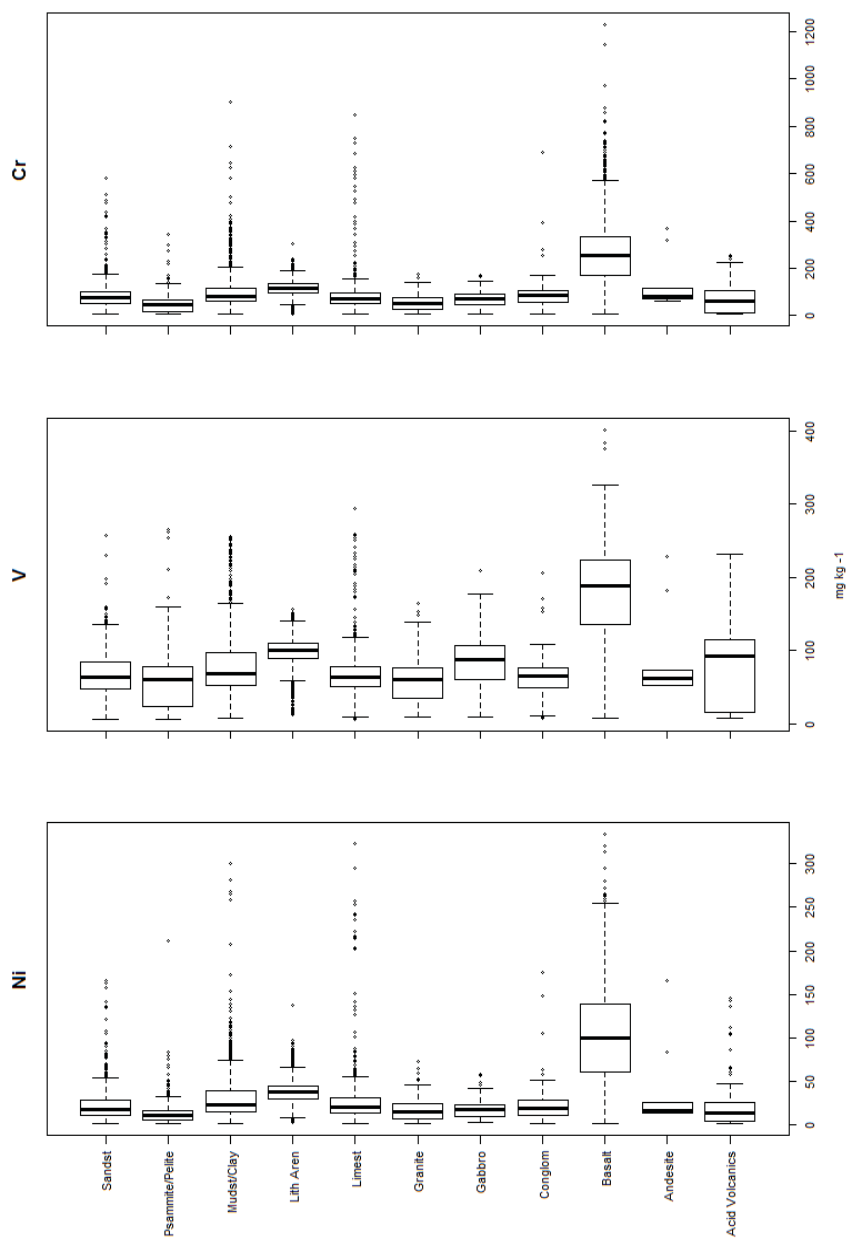 Cr
0
200
400
600
800
1000
1200
V
0
100
200
300
400
mg kg -1
Ni
0
50
100
150
200
250
300
Sandst
Psammite/Pelite
Mudst/Clay
Lith Aren
Limest
Granite
Gabbro
Conglom
Basalt
Andesite
Acid Volcanics